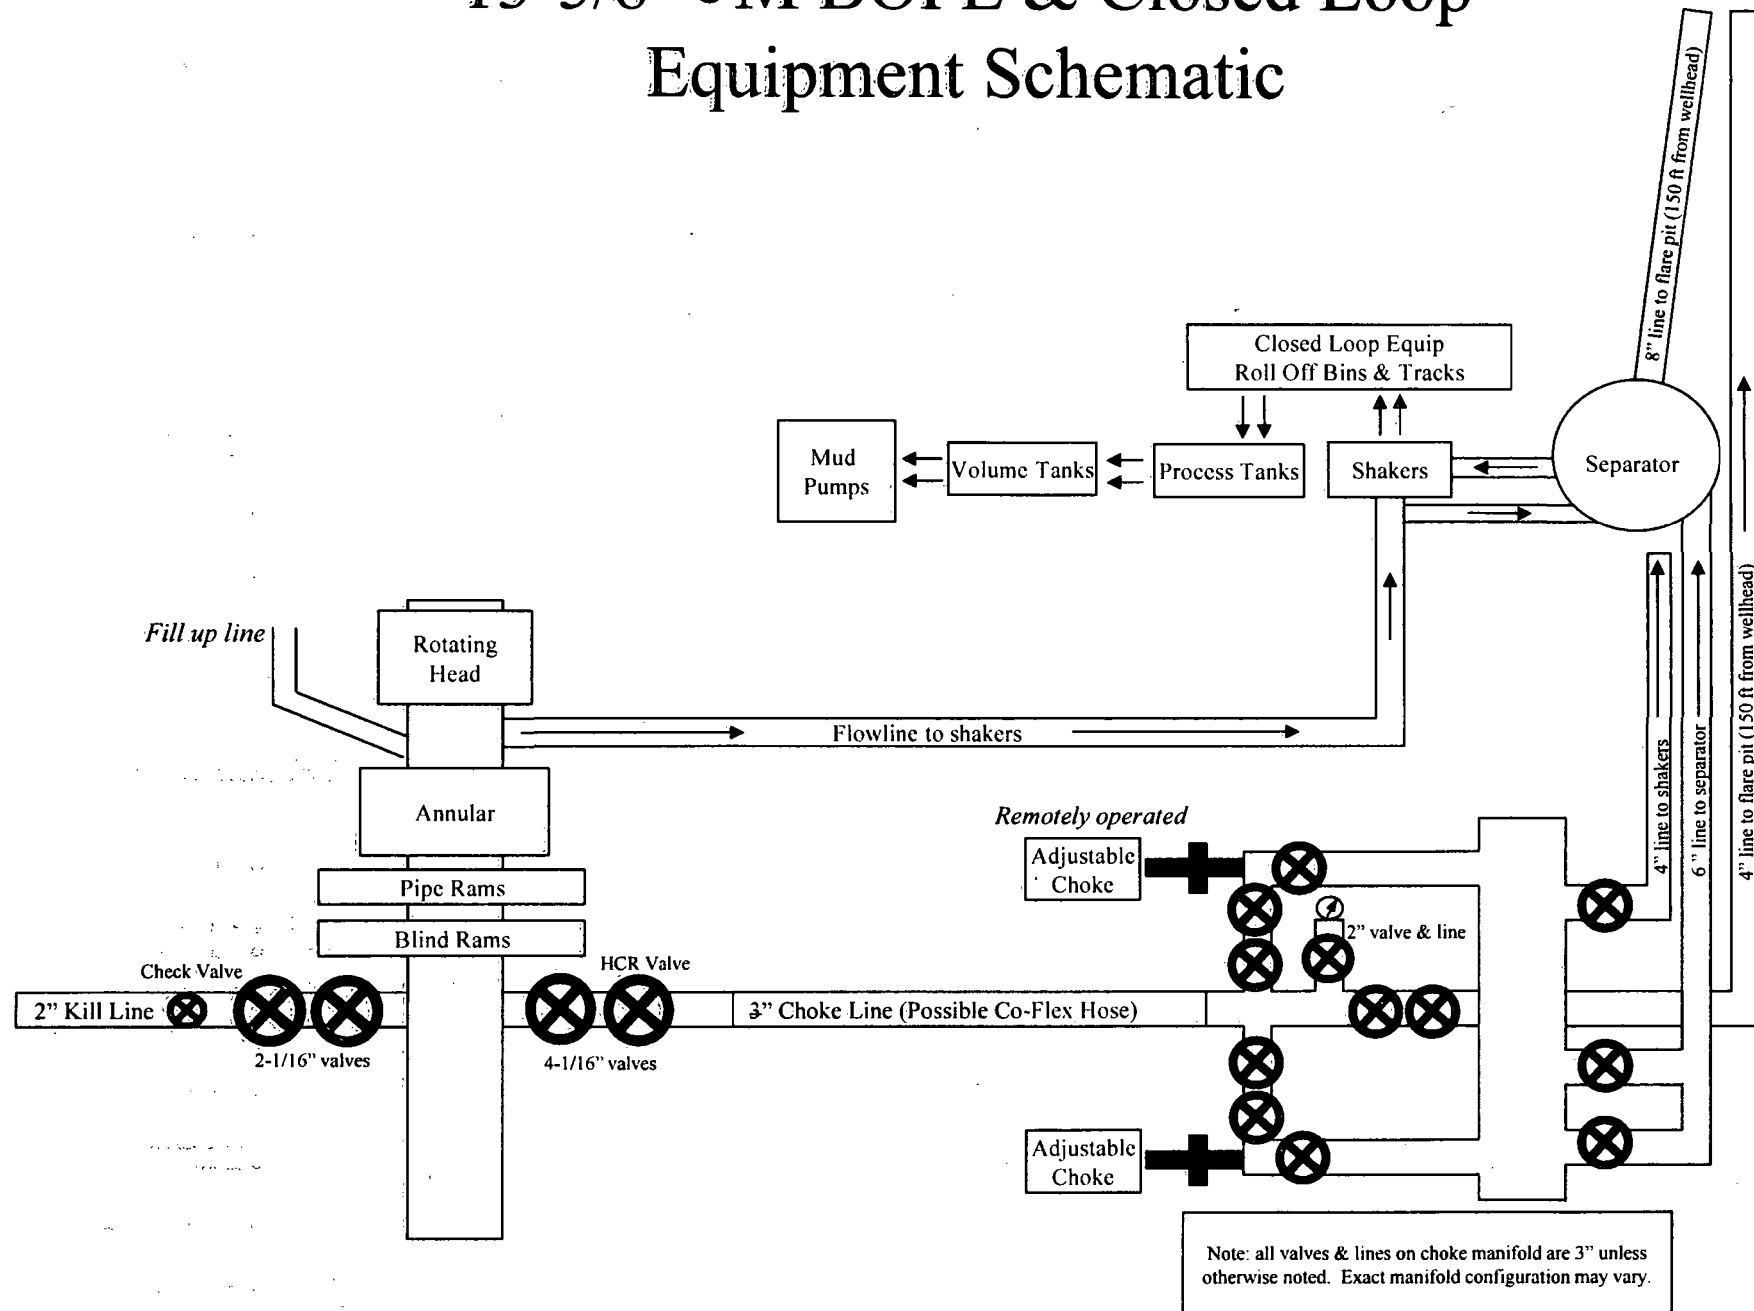 M BOPE & Closed Loop
Equipment Schematic
8” line to flare pit (150 ft from wellhead)
Closed Loop Equip
Roll Off Bins & Tracks
Mud
Pumps
Volume Tanks
Process Tanks
Shakers
Separator
Fill up line
Rotating
Head
Flowline to shakers
4” line to shakers
6” line to separator
4” line to flare pit (150 ft from wellhead)
Annular
Remotely operated
Adjustable
Choke
Pipe Rams
2” valve & line
Blind Rams
Check Valve
HCR Valve
2” Kill Line
3” Choke Line (Possible Co-Flex Hose)
2-1/16” valves
4-1/16” valves
Adjustable
Choke
Note: all valves & lines on choke manifold are 3” unless
otherwise noted. Exact manifold configuration may vary.